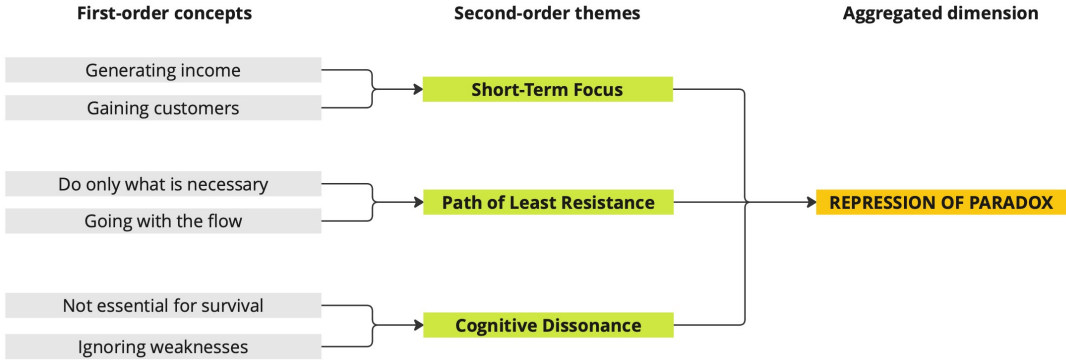 First-order concepts
Second-order themes
Aggregated dimension
Generating income
Gaining customers
Short-Term Focus
Do only what is necessary
Going with the flow
Path of Least Resistance
REPRESSION OF PARADOX
Not essential for survival
Ignoring weaknesses
Cognitive Dissonance